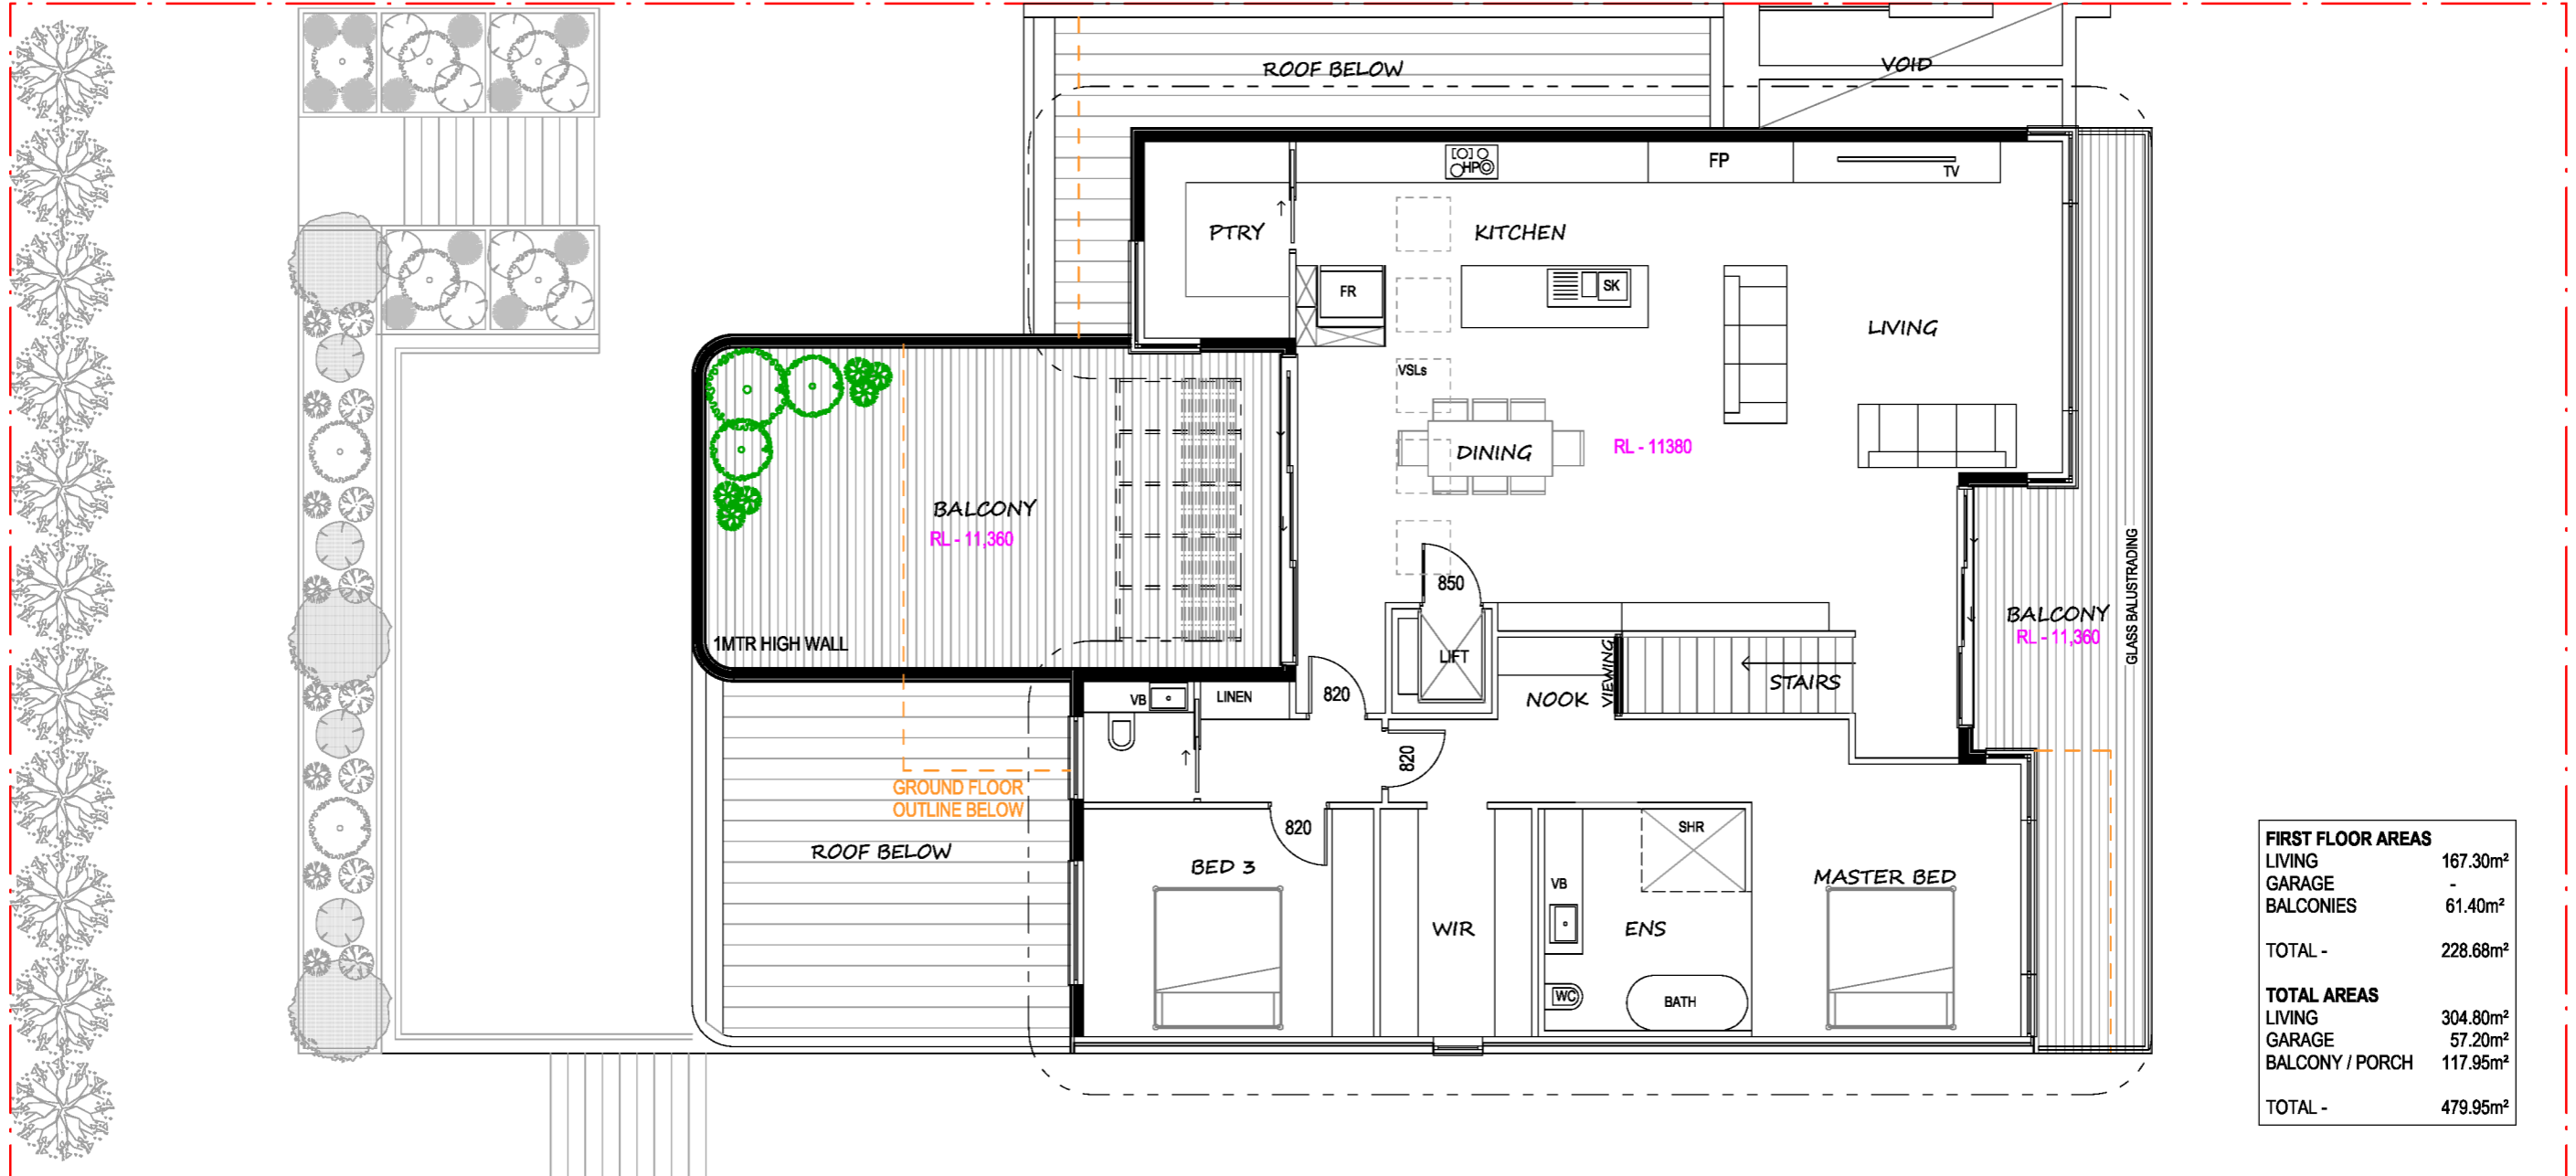 ROOF BELOW
VOID
HP
FP
TV
PTRY
KITCHEN
FR
SK
LIVING
VSLs
DINING
RL - 11380
BALCONY
RL - 11,360
850
GLASS BALUSTRADING
BALCONY
RL - 11,360
1MTR HIGH WALL
LIFT
VIEWING
STAIRS
VB
LINEN
820
NOOK
820
GROUND FLOOR
OUTLINE BELOW
820
SHR
ROOF BELOW
BED 3
VB
MASTER BED
WIR
ENS
WC
BATH
FIRST FLOOR AREAS
LIVING 167.30m²
GARAGE -
BALCONIES 61.40m²
TOTAL - 228.68m²
TOTAL AREAS
LIVING 304.80m²
GARAGE 57.20m²
BALCONY / PORCH 117.95m²
TOTAL - 479.95m²